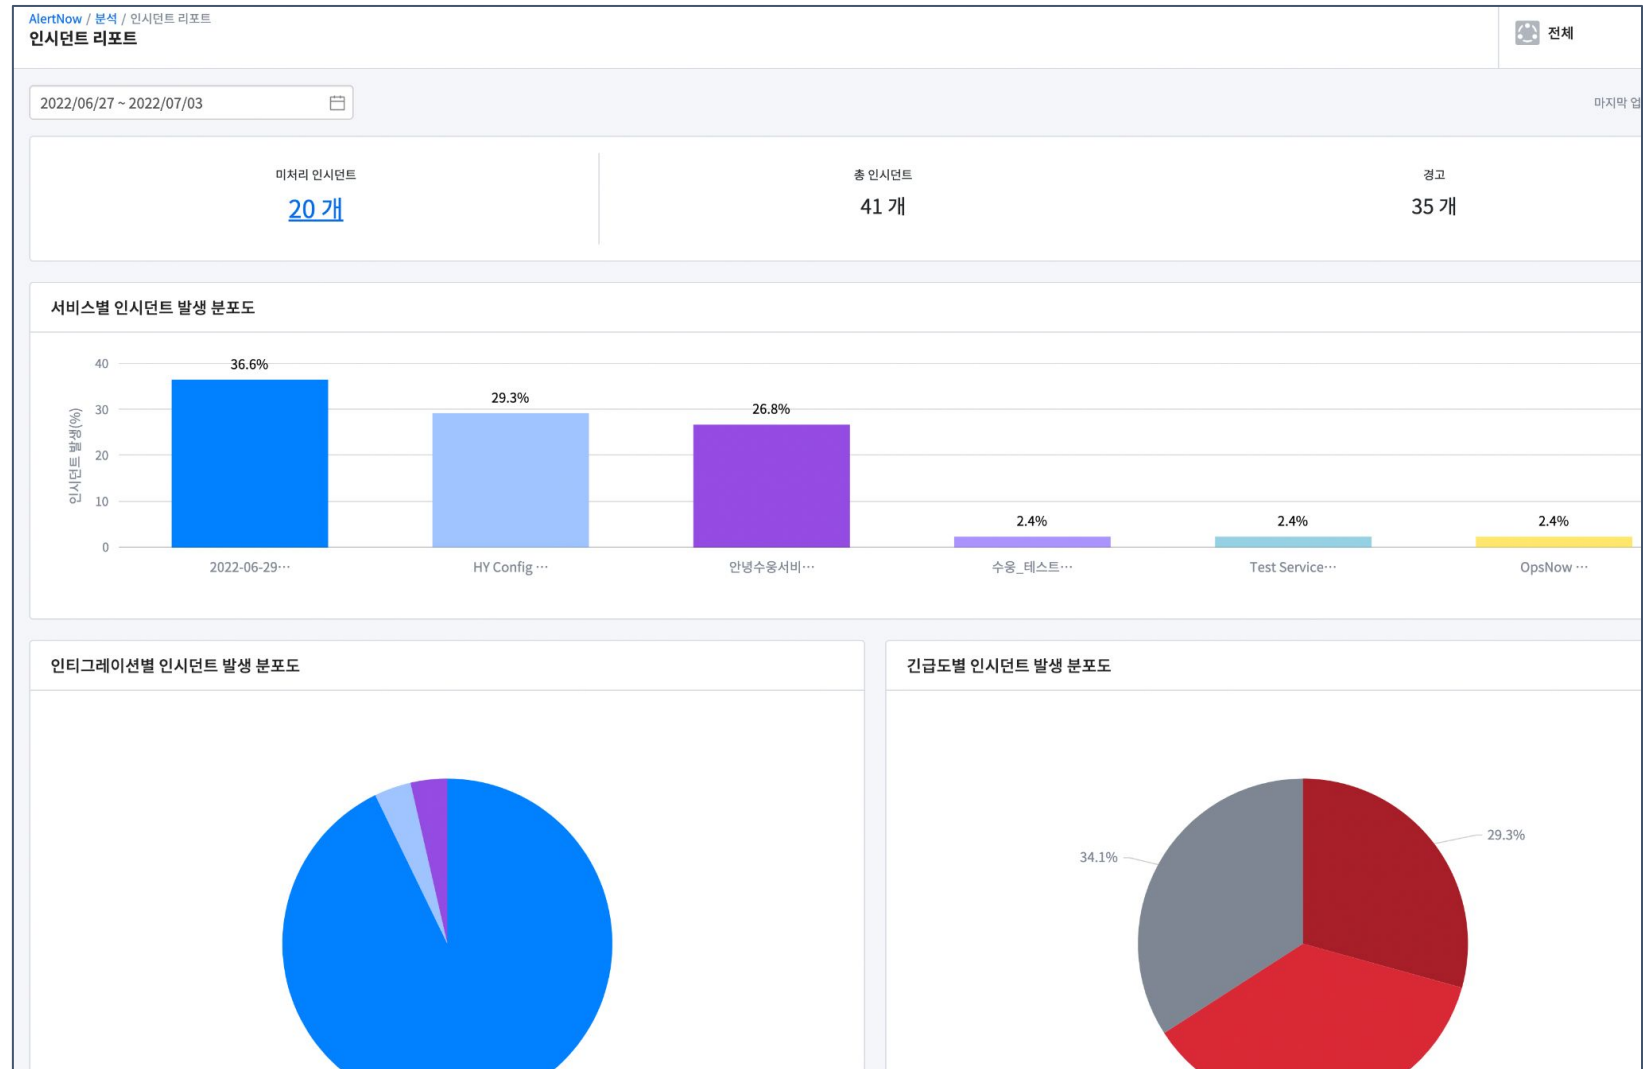 AlertNow / 분석 / 인시던트 리포트
인시던트 리포트
전체
2022/06/27 ~ 2022/07/03
마지막 업
미처리 인시던트
총 인시던트
경고
20 개
41 개
35 개
서비스별 인시던트 발생 분포도
인시던트 발생(%)
40
30
20
10
0
36.6%
29.3%
26.8%
2.4%
2.4%
2.4%
2022-06-29···
HY Config ···
안녕수웅서비···
수웅_테스트···
Test Service···
OpsNow ···
인티그레이션별 인시던트 발생 분포도
긴급도별 인시던트 발생 분포도
34.1%
29.3%